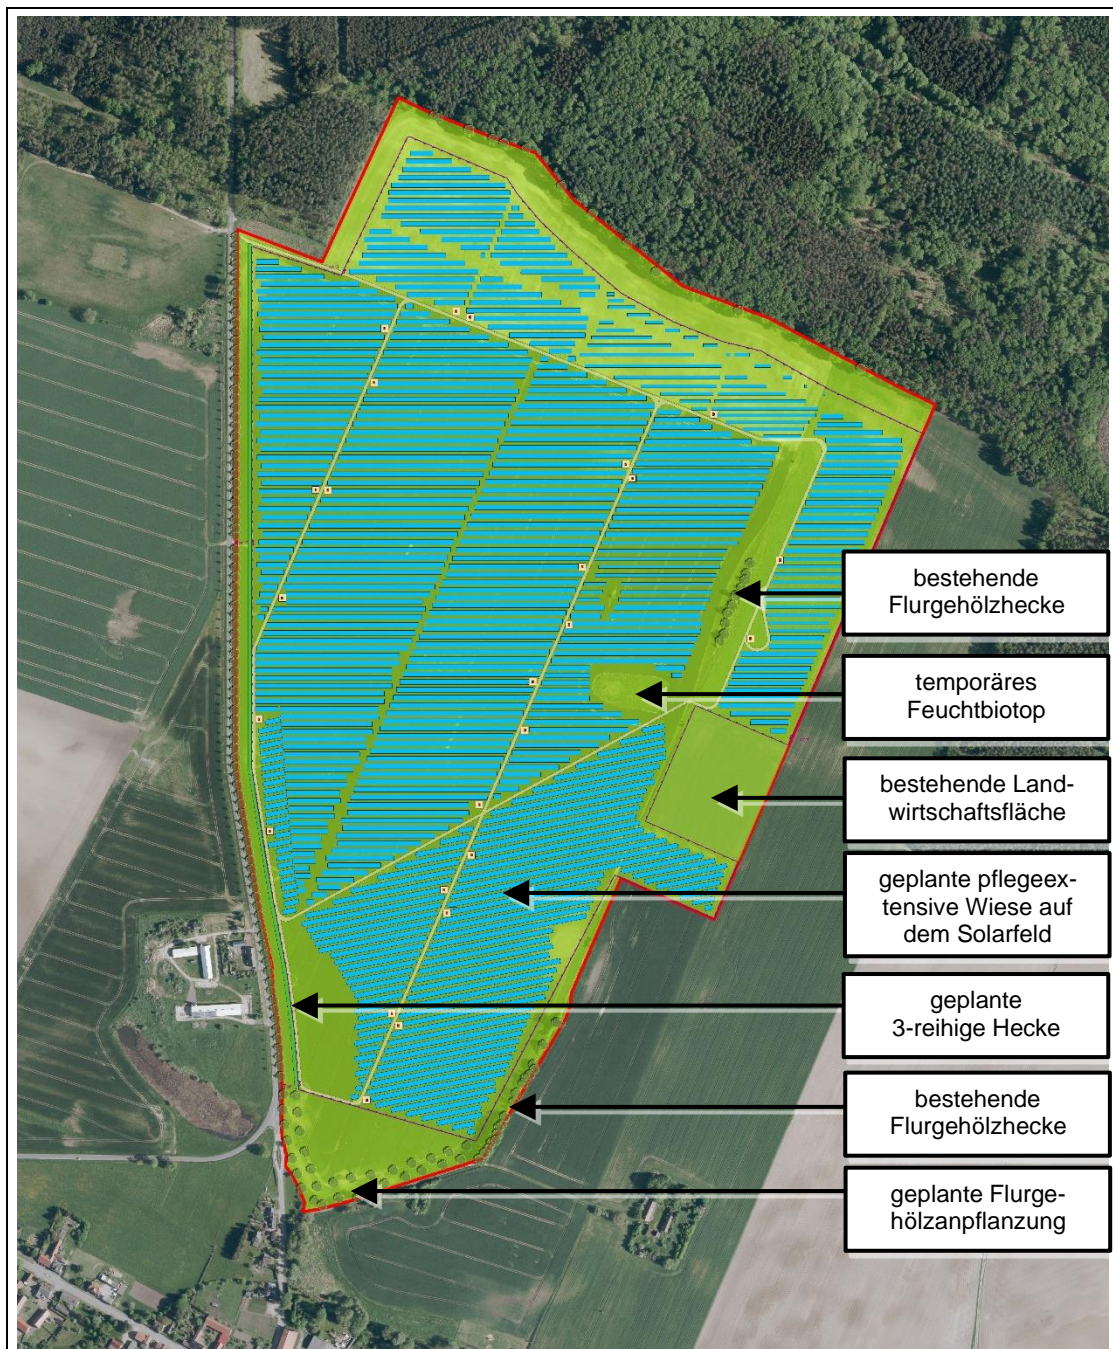 bestehende
Flurgehölzhecke
temporäres
Feuchtbiotop
bestehende Land-
wirtschaftsfläche
geplante pflegeex-
tensive Wiese auf
dem Solarfeld
geplante
3-reihige Hecke
bestehende
Flurgehölzhecke
geplante Flurge-
hölzanpflanzung